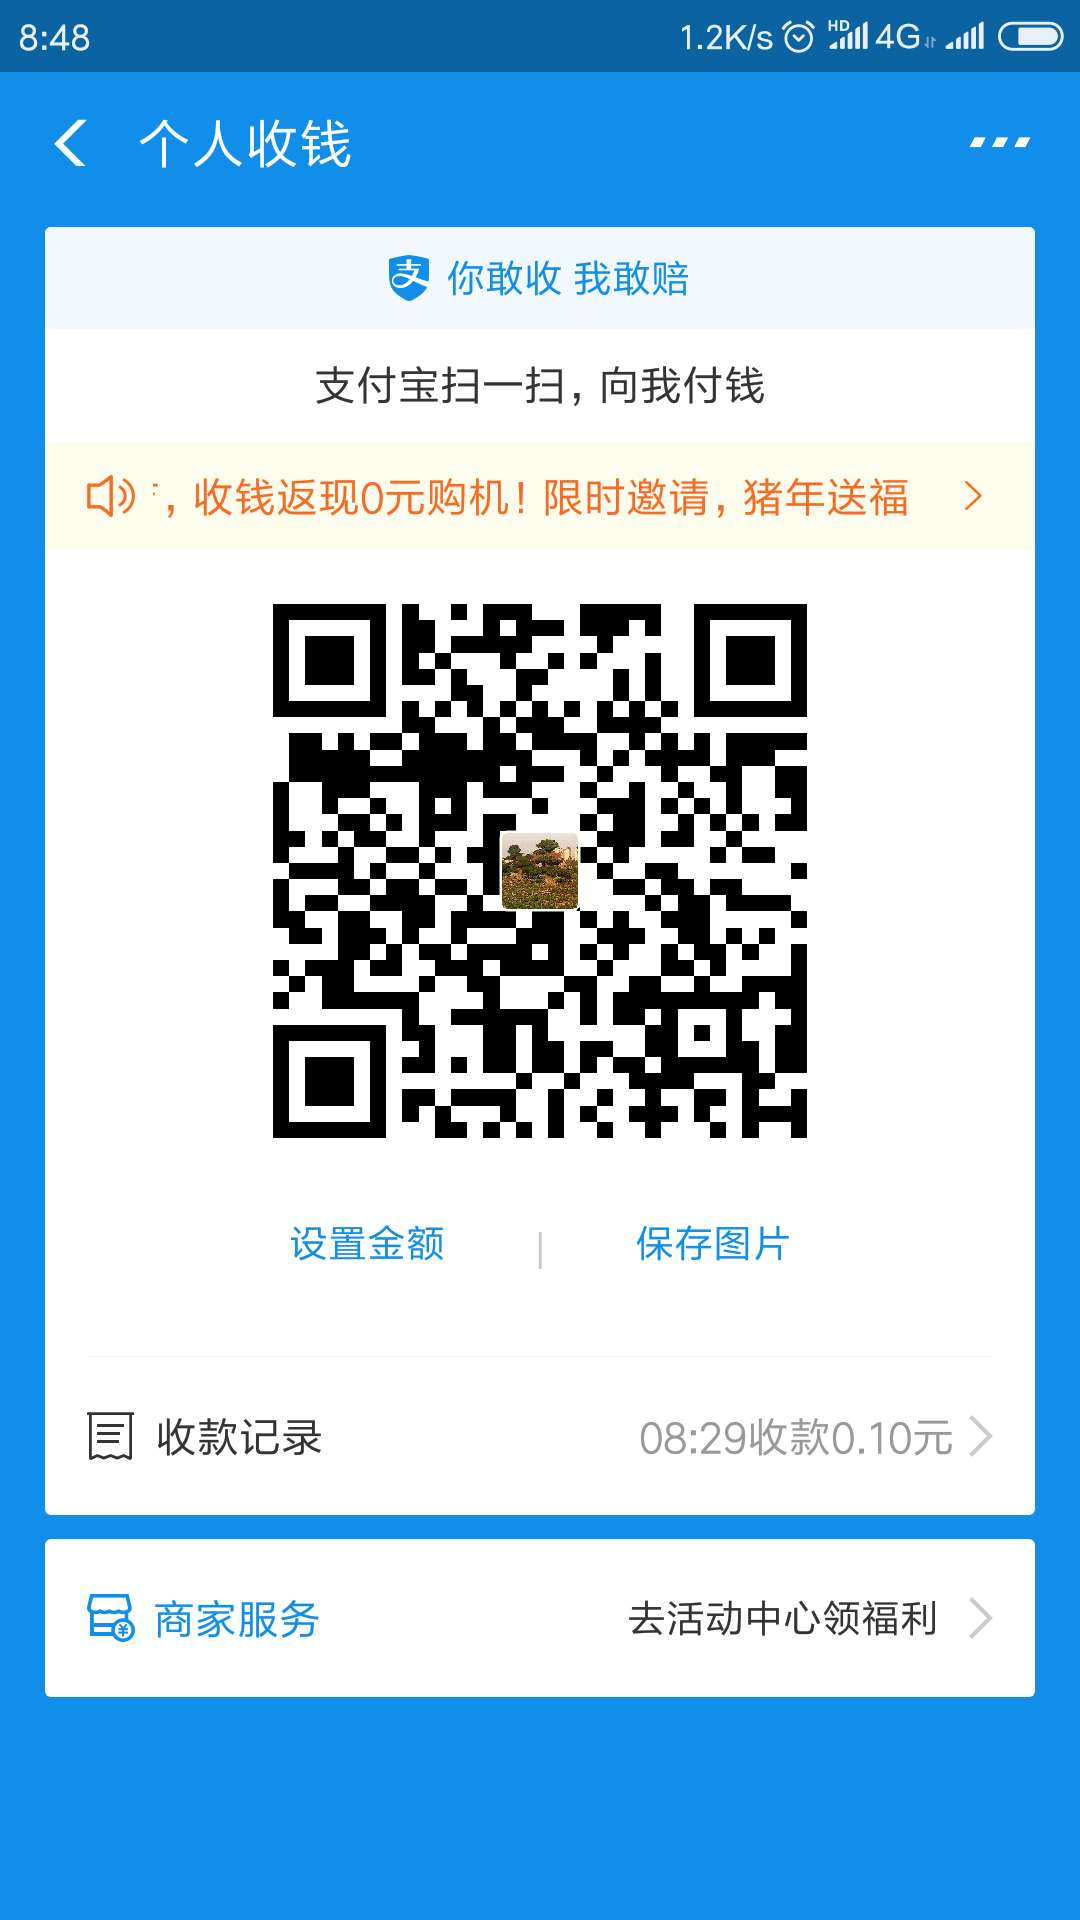 8:48
1.2K/s HD 4G
个人收钱
支 你敢收 我敢赔
支付宝扫一扫，向我付钱
，收钱返现0元购机！限时邀请，猪年送福
设置金额 | 保存图片
收款记录 08:29收款0.10元
商家服务 去活动中心领福利